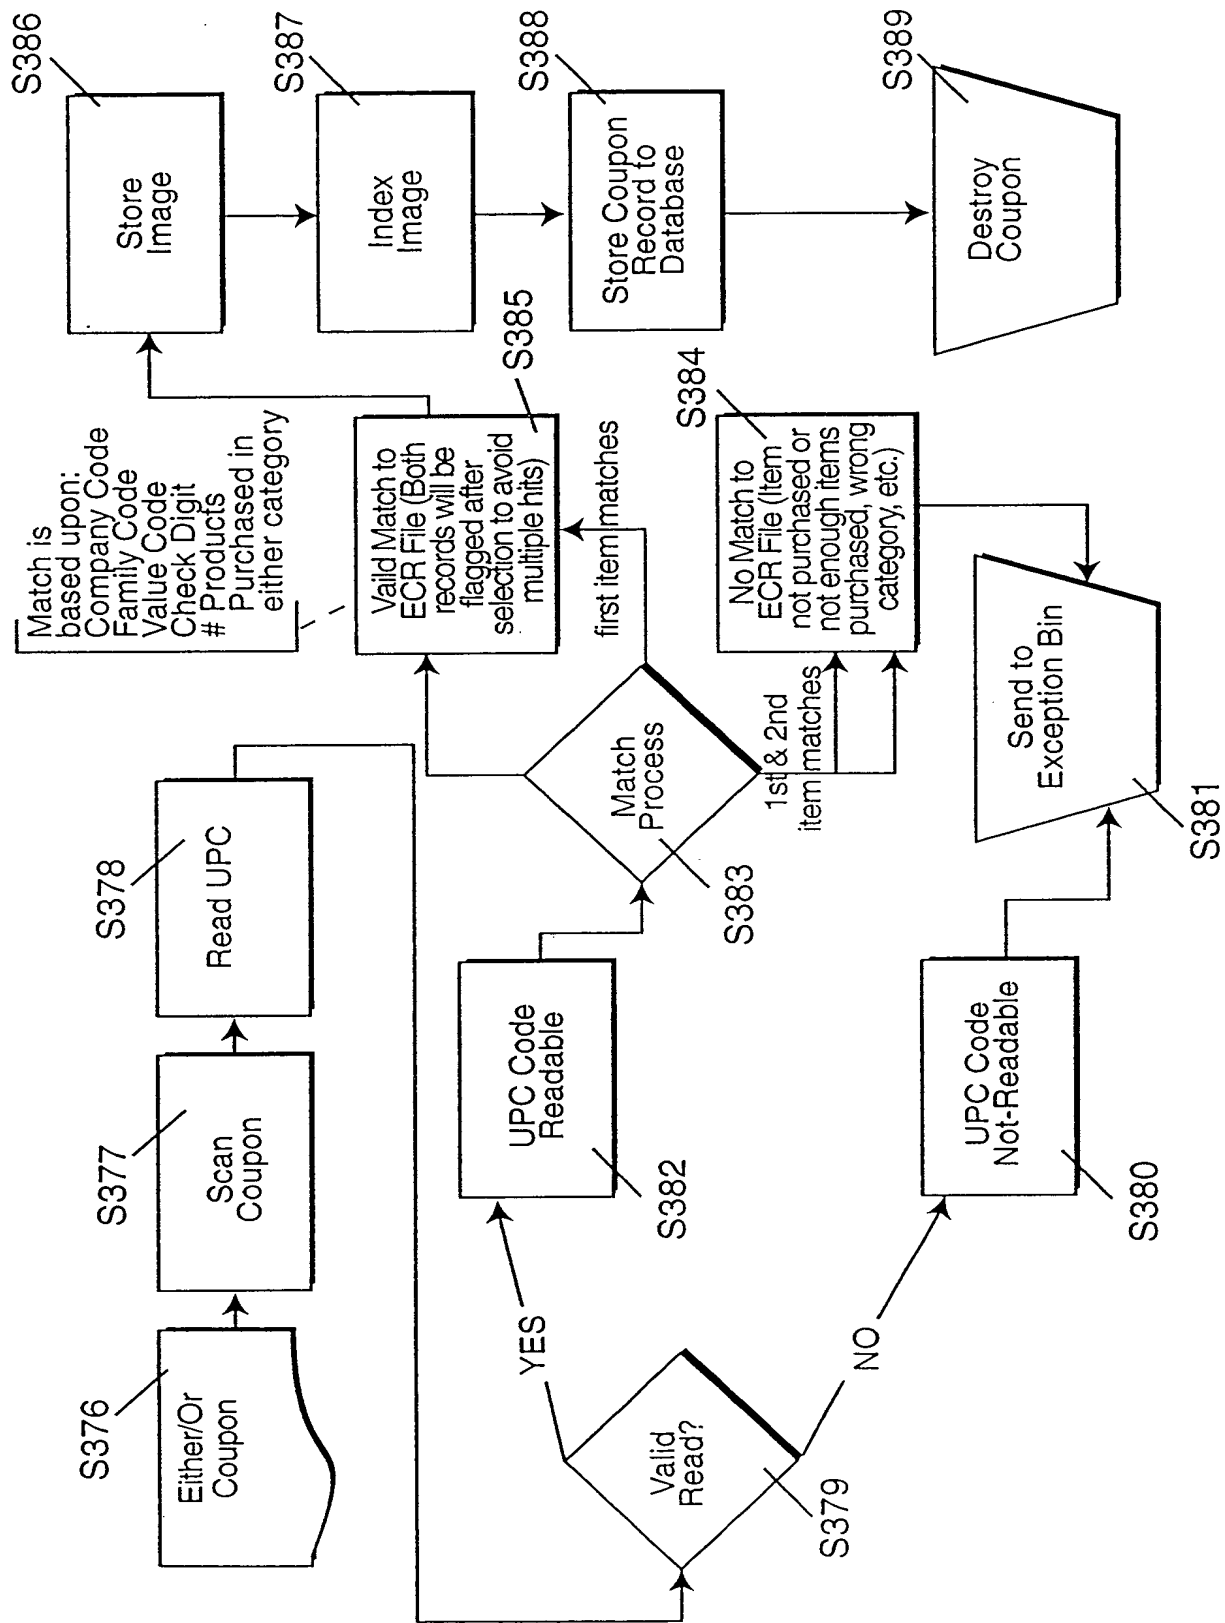 S376
Either/Or
Coupon
S377
Scan
Coupon
S378
Read UPC
Valid
Read?
S379
YES
NO
UPC Code
Readable
S382
UPC Code
Not-Readable
S380
Match
Process
S383
first item matches
1st & 2nd
item matches
Match is
based upon:
Company Code
Family Code
Value Code
Check Digit
# Products
Purchased in
either category
Vaild Match to
ECR File (Both
records will be
flagged after
selection to avoid
multiple hits)
S385
No Match to
ECR File (Item
not purchased or
not enough items
purchased, wrong
category, etc.)
S384
Send to
Exception Bin
S381
Store
Image
S386
Index
Image
S387
Store Coupon
Record to
Database
S388
Destroy
Coupon
S389